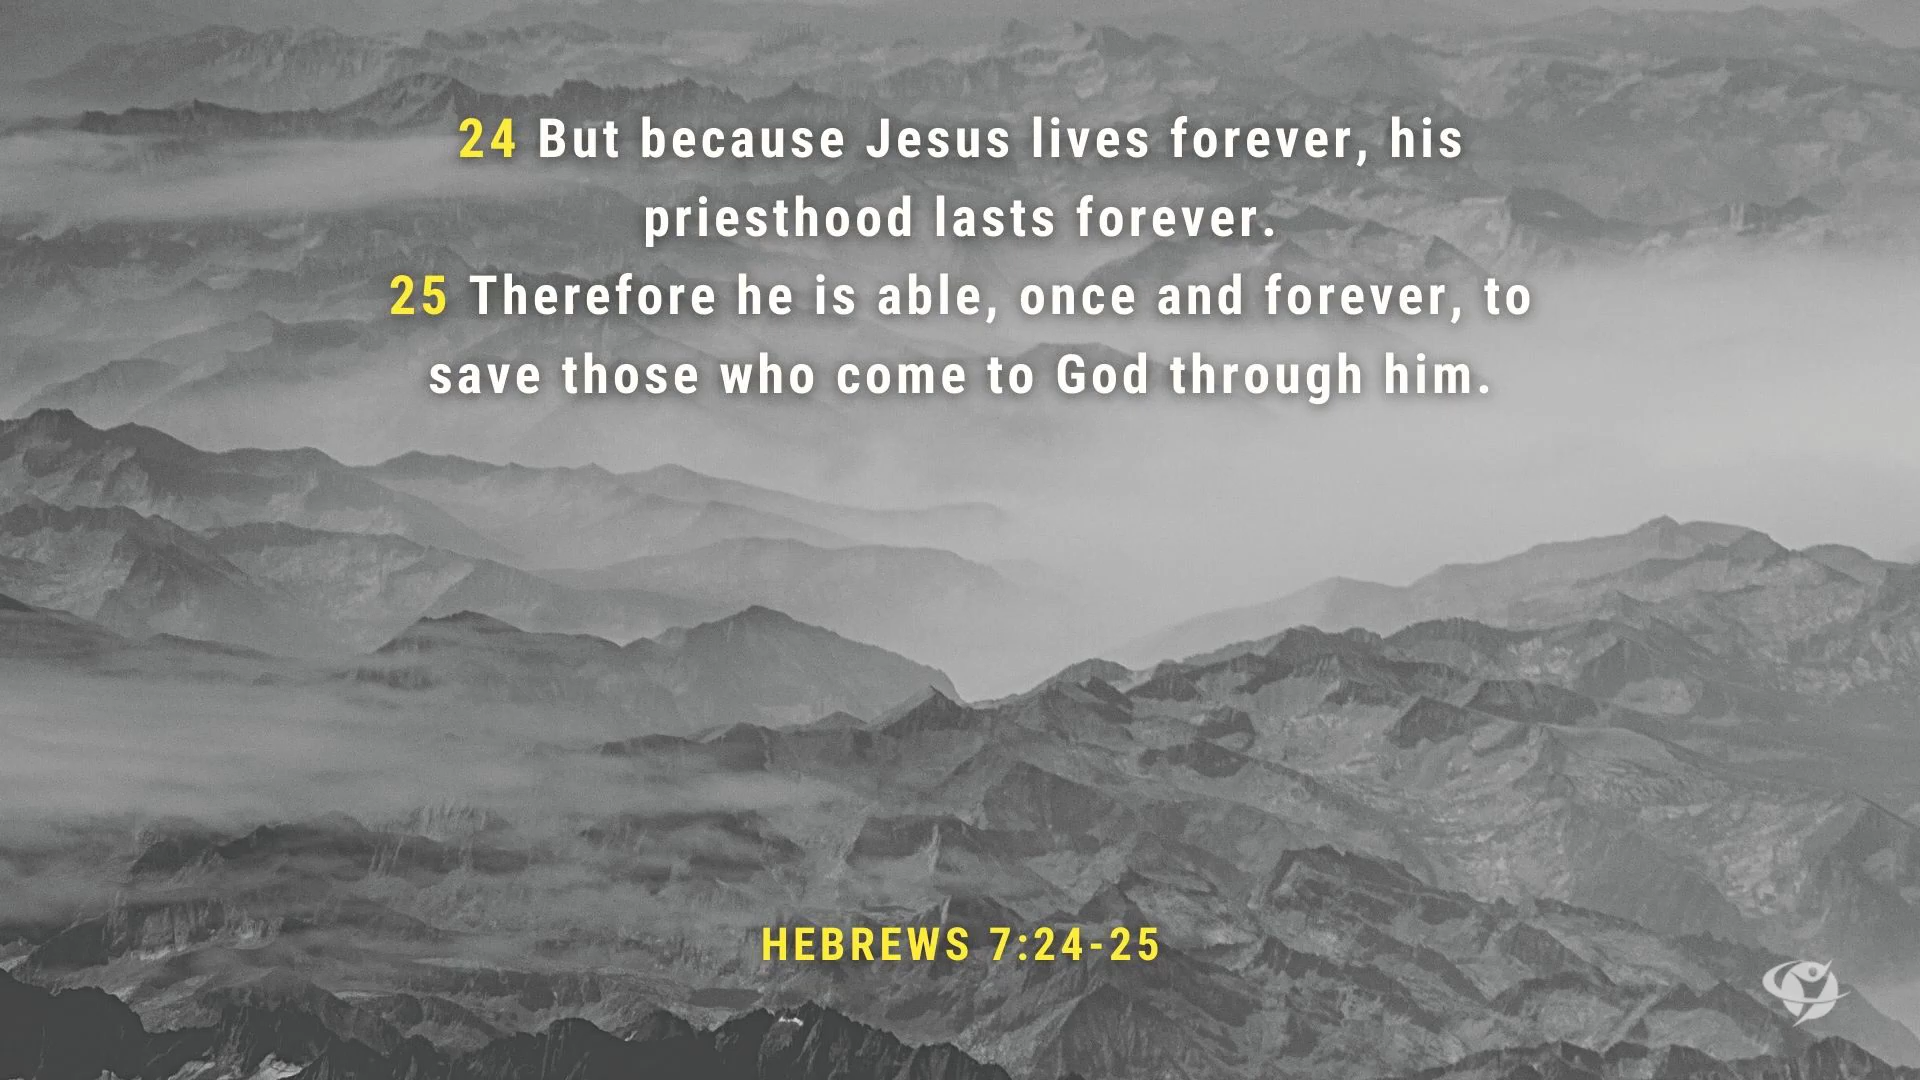 24 But because Jesus lives forever, his
priesthood lasts forever.
25 Therefore he is able, once and forever, to
save those who come to God through him.
HEBREWS 7:24-25